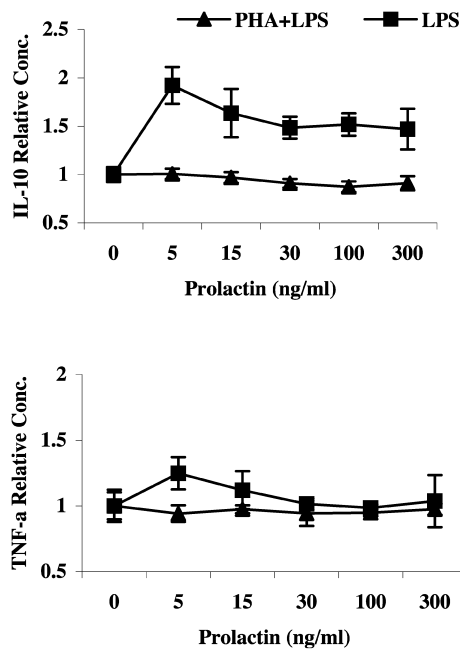 PHA+LPS LPS
2.5
2
1.5
1
0.5
IL-10 Relative Conc.
0 5 15 30 100 300
Prolactin (ng/ml)
2
1.5
1
0.5
TNF-a Relative Conc.
0 5 15 30 100 300
Prolactin (ng/ml)